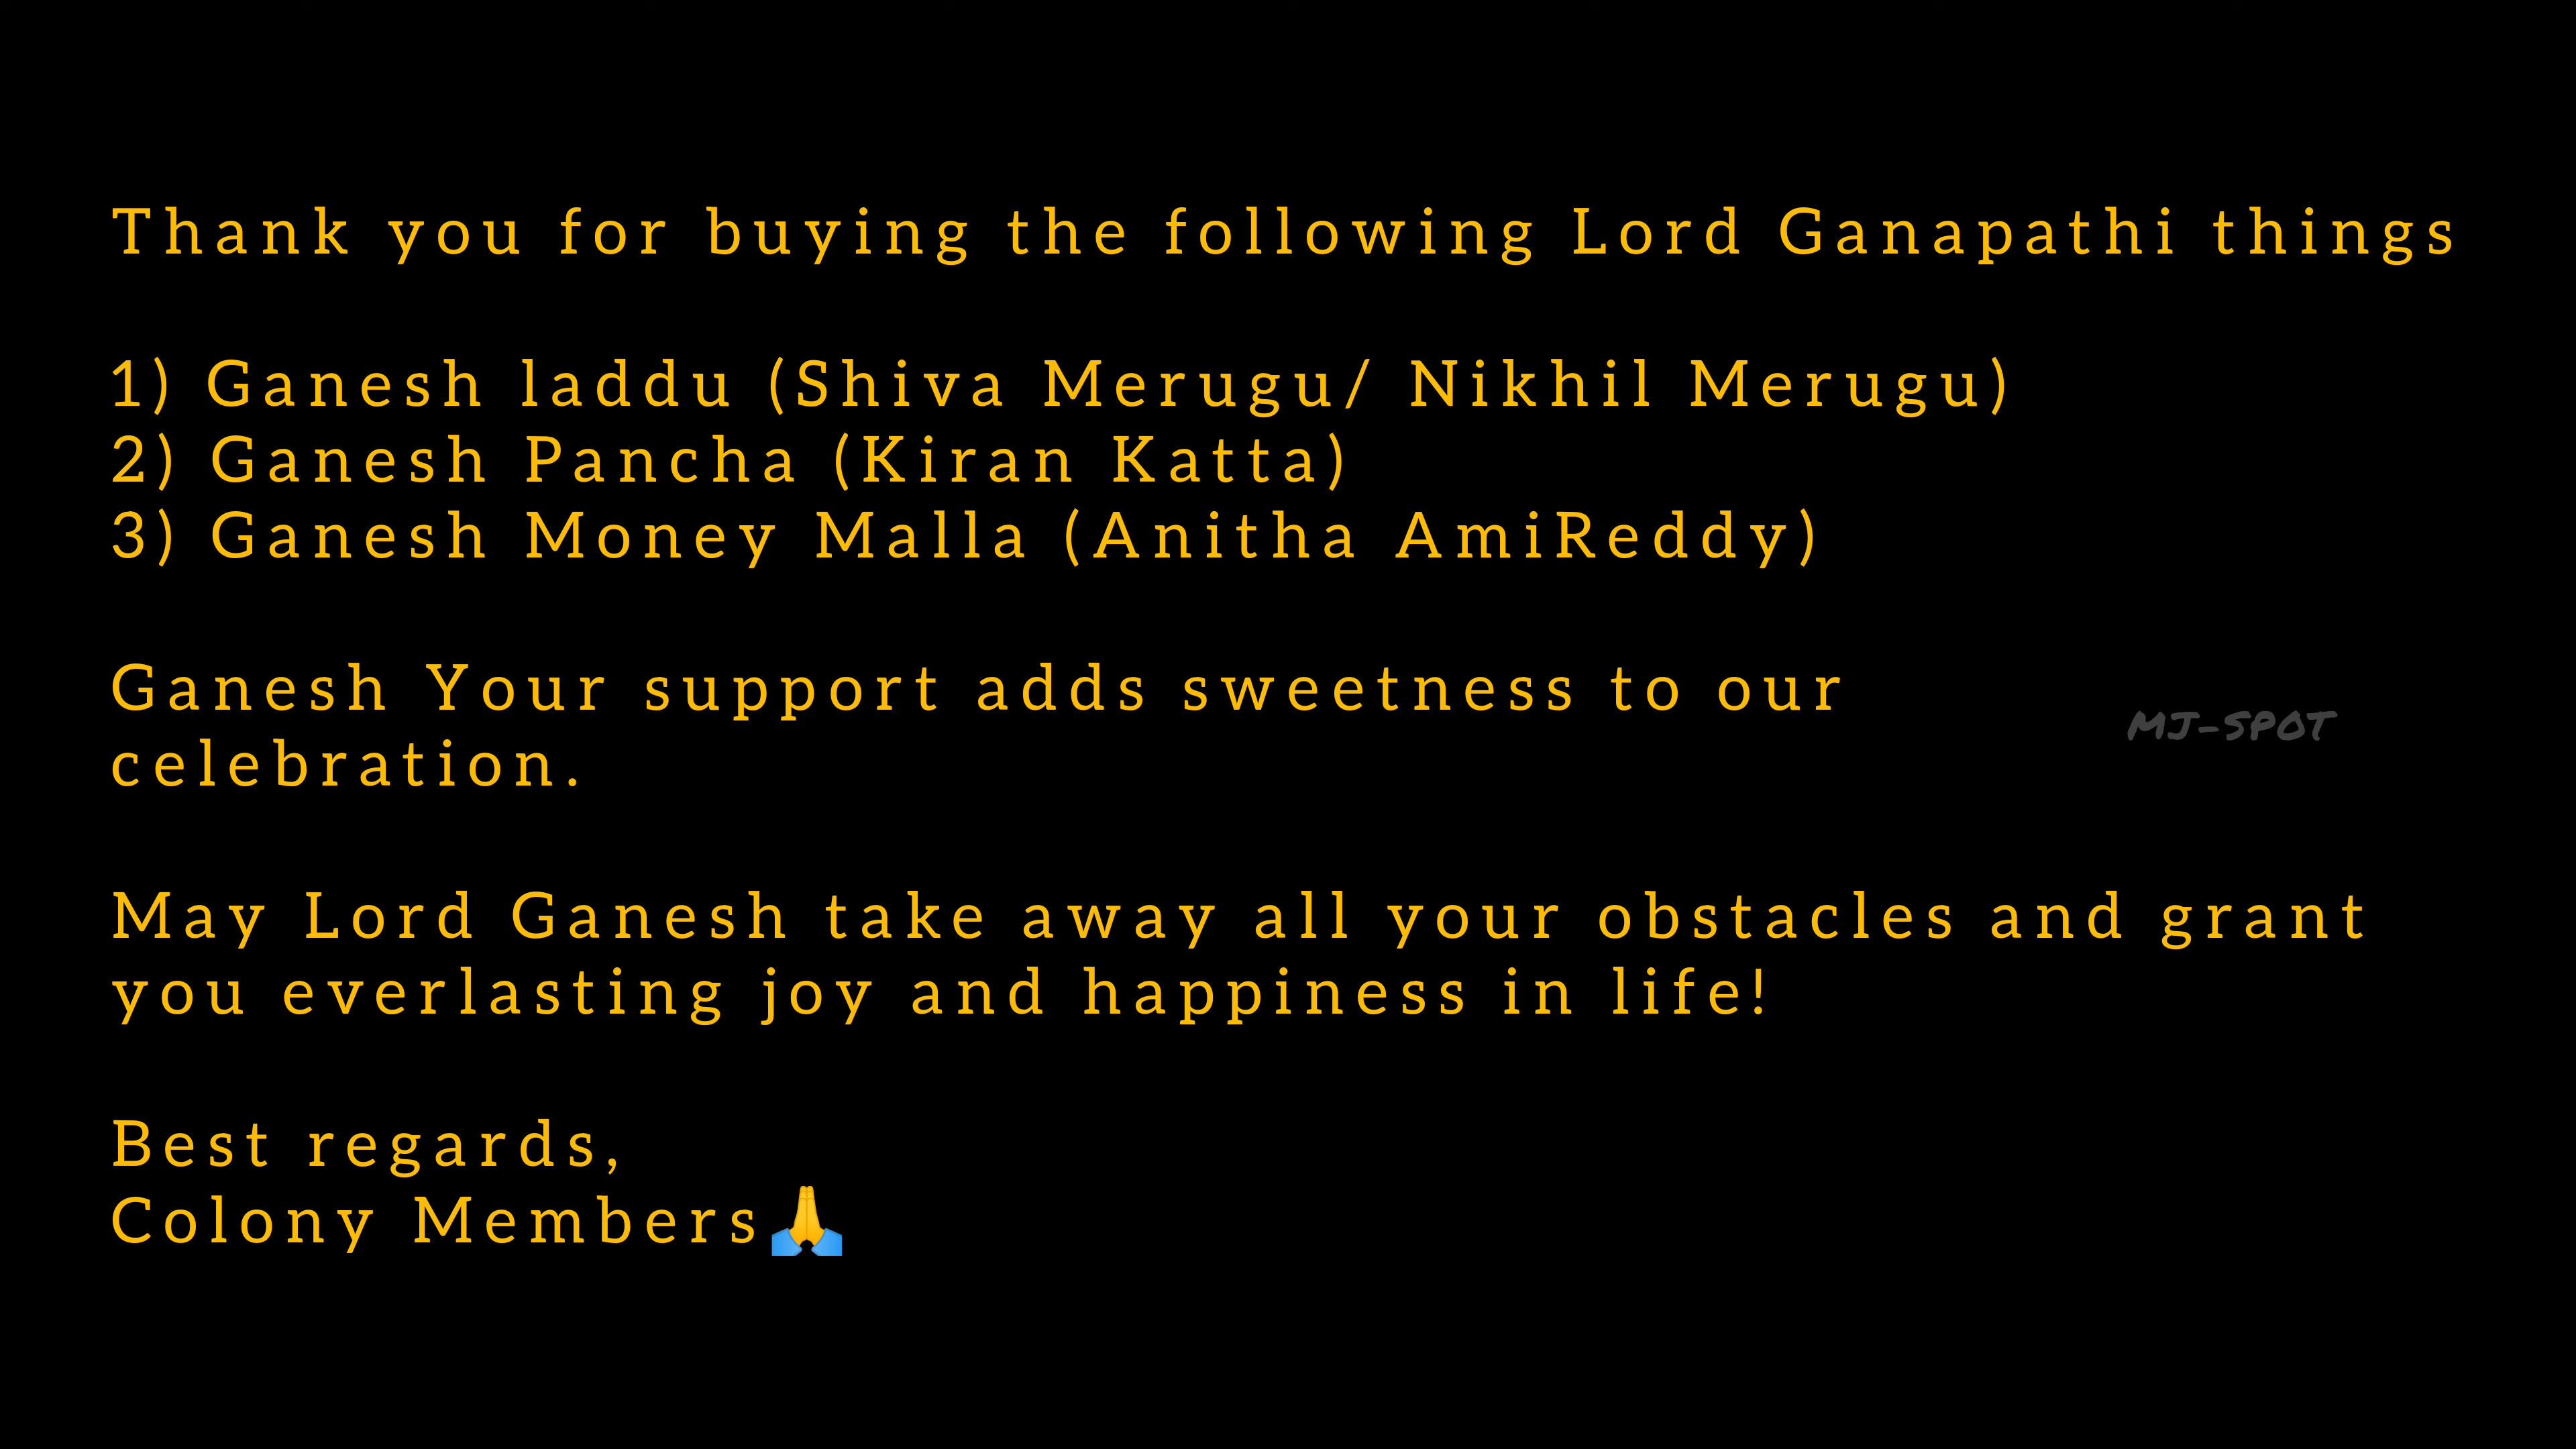 Thank you for buying the following Lord Ganapathi things
1) Ganesh laddu (Shiva Merugu/ Nikhil Merugu)
2) Ganesh Pancha (Kiran Katta)
3) Ganesh Money Malla (Anitha AmiReddy)
Ganesh Your support adds sweetness to our
celebration.
MJ-SPOT
May Lord Ganesh take away all your obstacles and grant
you everlasting joy and happiness in life!
Best regards,
Colony Members🙏